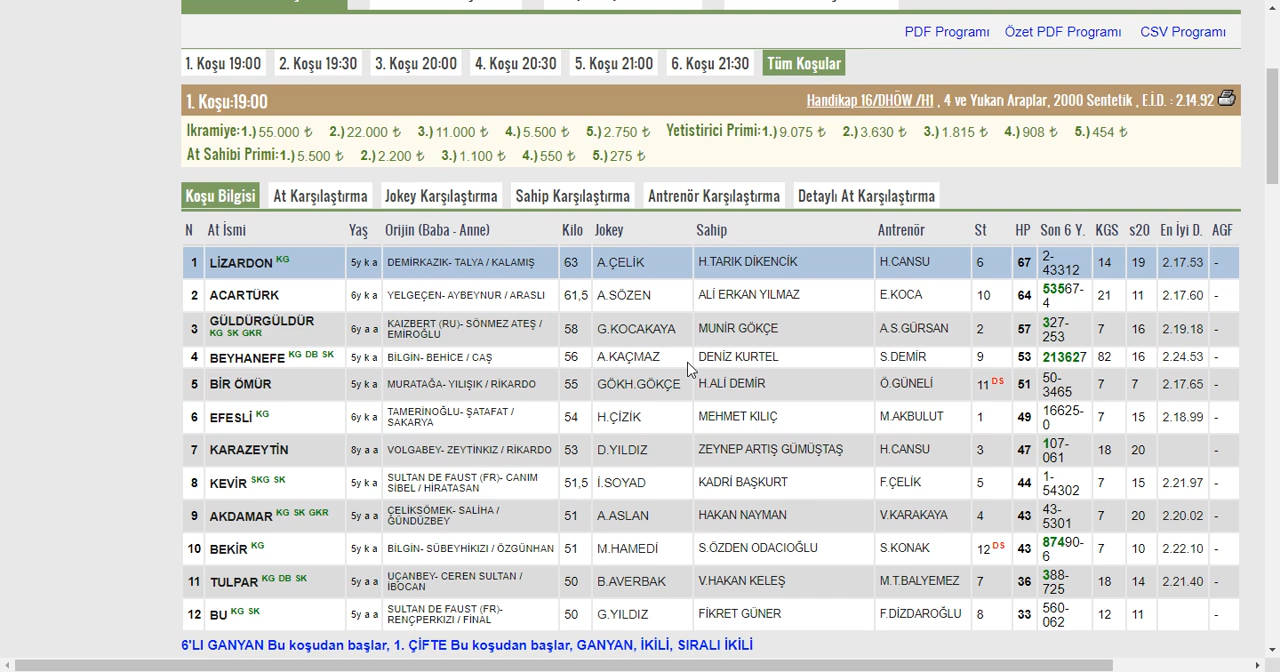 PDF Programı Özet PDF Programı CSV Programı
1. Koşu 19:00 2. Koşu 19:30 3. Koşu 20:00 4. Koşu 20:30 5. Koşu 21:00 6. Koşu 21:30 Tüm Koşular
1. Koşu:19:00 Handikap 16/DHÖW /H1 , 4 ve Yukarı Araplar, 2000 Sentetik , E.İ.D. : 2.14.92
Ikramiye: 1.) 55.000 ₺ 2.) 22.000 ₺ 3.) 11.000 ₺ 4.) 5.500 ₺ 5.) 2.750 ₺ Yetistirici Primi: 1.) 9.075 ₺ 2.) 3.630 ₺ 3.) 1.815 ₺ 4.) 908 ₺ 5.) 454 ₺
At Sahibi Primi: 1.) 5.500 ₺ 2.) 2.200 ₺ 3.) 1.100 ₺ 4.) 550 ₺ 5.) 275 ₺
Koşu Bilgisi At Karşılaştırma Jokey Karşılaştırma Sahip Karşılaştırma Antrenör Karşılaştırma Detaylı At Karşılaştırma
N At İsmi Yaş Orijin (Baba - Anne) Kilo Jokey Sahip Antrenör St HP Son 6 Y. KGS s20 En İyi D. AGF
1 LİZARDON KG 5y k a DEMIRKAZIK- TALYA / KALAMIŞ 63 A.ÇELİK H.TARIK DİKENCİK H.CANSU 6 67 2-43312 14 19 2.17.53 -
2 ACARTÜRK 6y k a YELGEÇEN- AYBEYNUR / ARASLI 61,5 A.SÖZEN ALİ ERKAN YILMAZ E.KOCA 10 64 53567-4 21 11 2.17.60 -
3 GÜLDÜRGÜLDÜR KG SK GKR 6y a a KAIZBERT (RU)- SÖNMEZ ATEŞ / EMİROĞLU 58 G.KOCAKAYA MUNİR GÖKÇE A.S.GÜRSAN 2 57 327-253 7 16 2.19.18 -
4 BEYHANEFE KG DB SK 5y k a BİLGİN- BEHİCE / CAŞ 56 A.KAÇMAZ DENİZ KURTEL S.DEMİR 9 53 213627 82 16 2.24.53 -
5 BİR ÖMÜR 5y k a MURATAĞA- YILIŞIK / RİKARDO 55 GÖKH.GÖKÇE H.ALİ DEMİR Ö.GÜNELİ 11 DS 51 50-3465 7 7 2.17.65 -
6 EFESLİ KG 6y k a TAMERİNOĞLU- ŞATAFAT / SAKARYA 54 H.ÇİZİK MEHMET KILIÇ M.AKBULUT 1 49 16625-0 7 15 2.18.99 -
7 KARAZEYTİN 8y a a VOLGABEY- ZEYTİNKIZ / RİKARDO 53 D.YILDIZ ZEYNEP ARTIŞ GÜMÜŞTAŞ H.CANSU 3 47 107-061 18 20 -
8 KEVİR SKG SK 5y k a SULTAN DE FAUST (FR)- CANIM SİBEL / HIRATASAN 51,5 İ.SOYAD KADRİ BAŞKURT F.ÇELİK 5 44 1-54302 7 15 2.21.97 -
9 AKDAMAR KG SK GKR 5y a a ÇELİKSÖMEK- SALİHA / GÜNDÜZBEY 51 A.ASLAN HAKAN NAYMAN V.KARAKAYA 4 43 43-5301 7 20 2.20.02 -
10 BEKİR KG 5y k a BİLGİN- SÜBEYHİKIZI / ÖZGÜNHAN 51 M.HAMEDİ S.ÖZDEN ODACIOĞLU S.KONAK 12 DS 43 87490-6 7 10 2.22.10 -
11 TULPAR KG DB SK 5y a a UÇANBEY- CEREN SULTAN / İBOCAN 50 B.AVERBAK V.HAKAN KELEŞ M.T.BALYEMEZ 7 36 388-725 18 14 2.21.40 -
12 BU KG SK 5y a a SULTAN DE FAUST (FR)- RENÇPERKIZI / FİNAL 50 G.YILDIZ FİKRET GÜNER F.DİZDAROĞLU 8 33 560-062 12 11 -
6'LI GANYAN Bu koşudan başlar, 1. ÇİFTE Bu koşudan başlar, GANYAN, İKİLİ, SIRALI İKİLİ